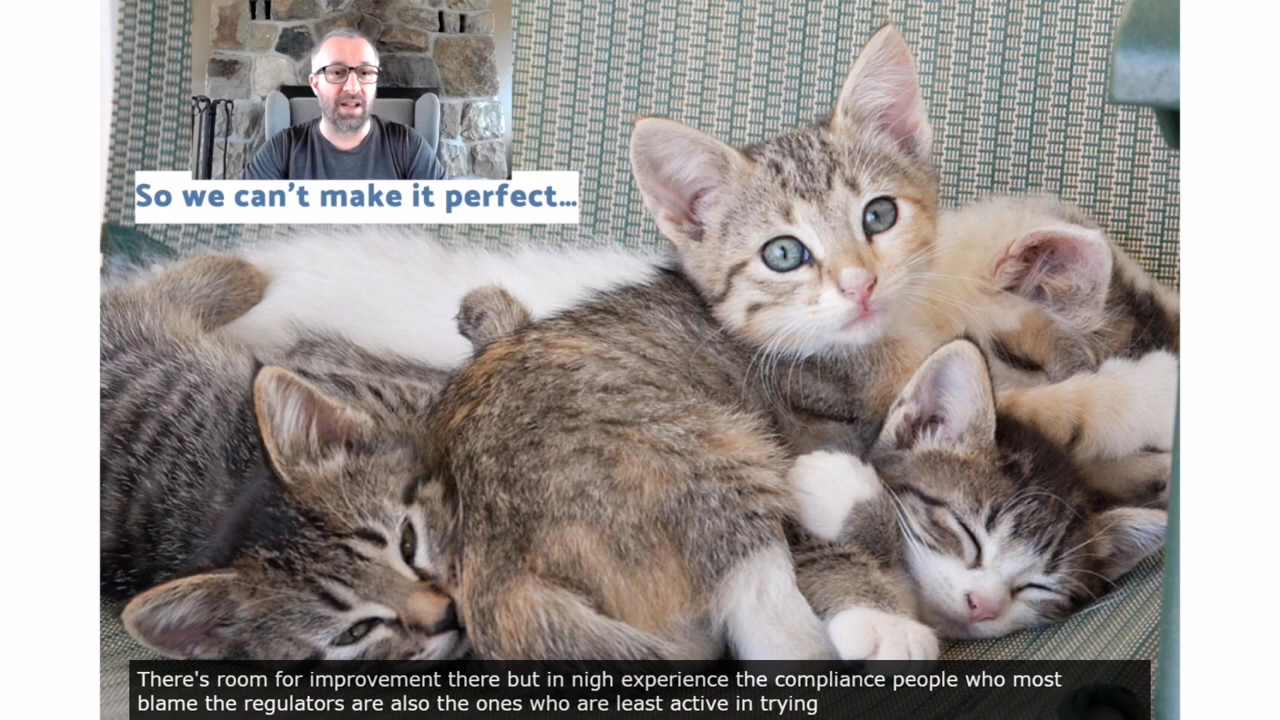 So we can't make it perfect...
There's room for improvement there but in nigh experience the compliance people who most
blame the regulators are also the ones who are least active in trying